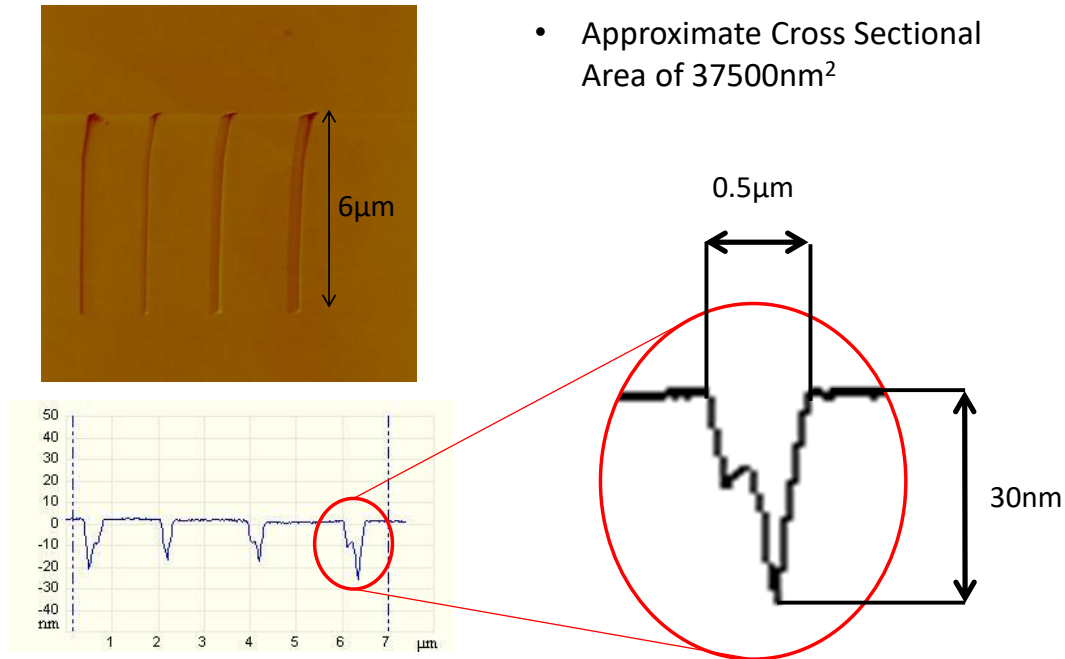 • Approximate Cross Sectional
Area of 37500nm²
6μm
0.5μm
30nm
50
40
30
20
10
0
-10
-20
-30
-40
nm
1 2 3 4 5 6 7 μm